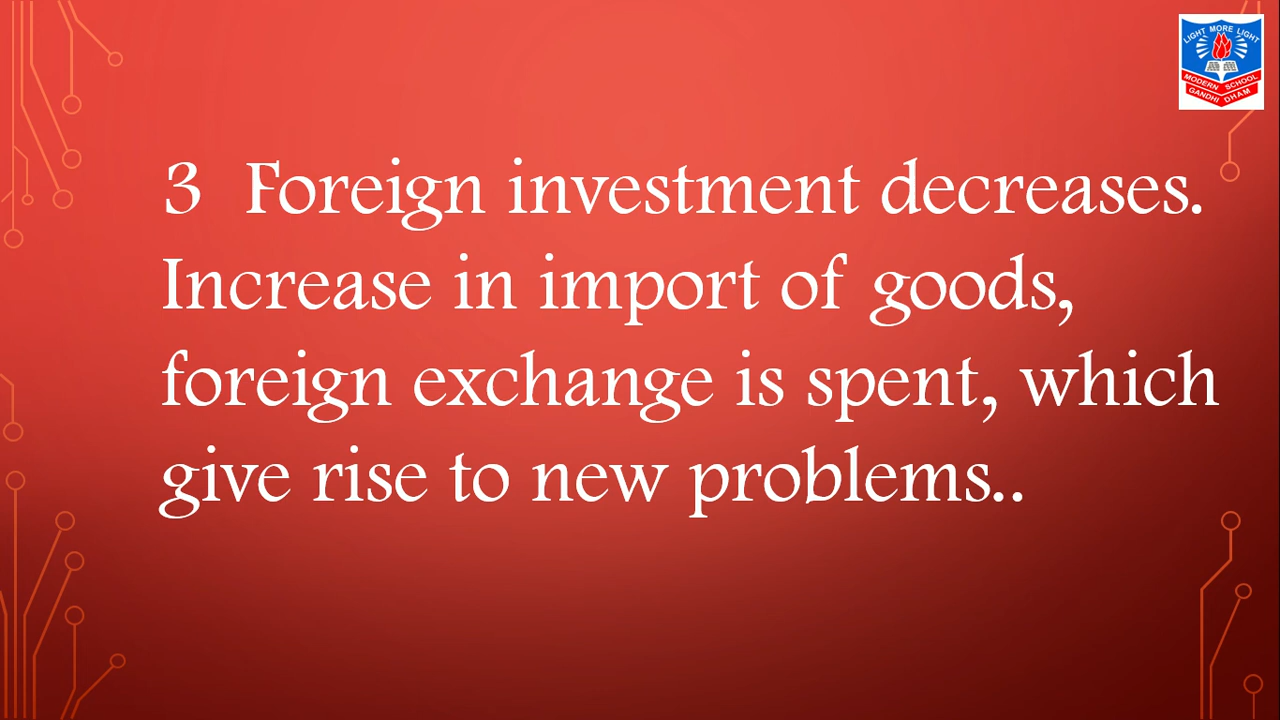 LIGHT MORE LIGHT
MODERN SCHOOL
GANDHI DHAM
3 Foreign investment decreases.
Increase in import of goods,
foreign exchange is spent, which
give rise to new problems..